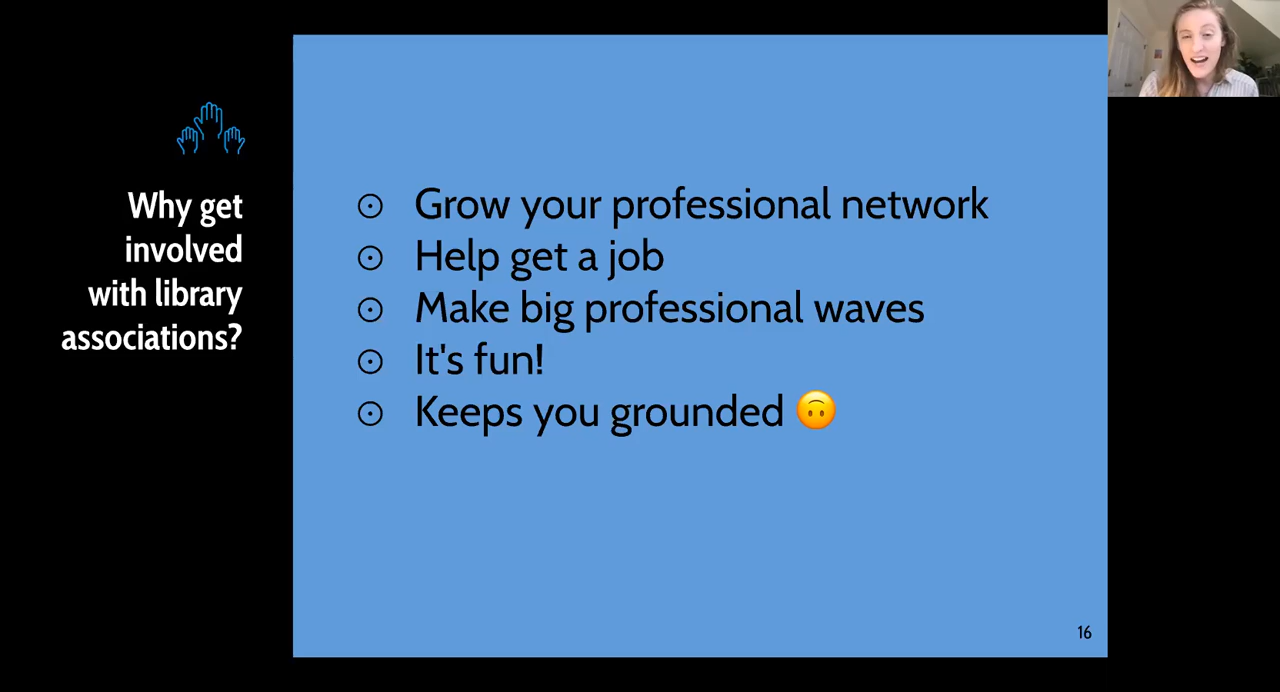 Why get
involved
with library
associations?
Grow your professional network
Help get a job
Make big professional waves
It's fun!
Keeps you grounded 🙃
16